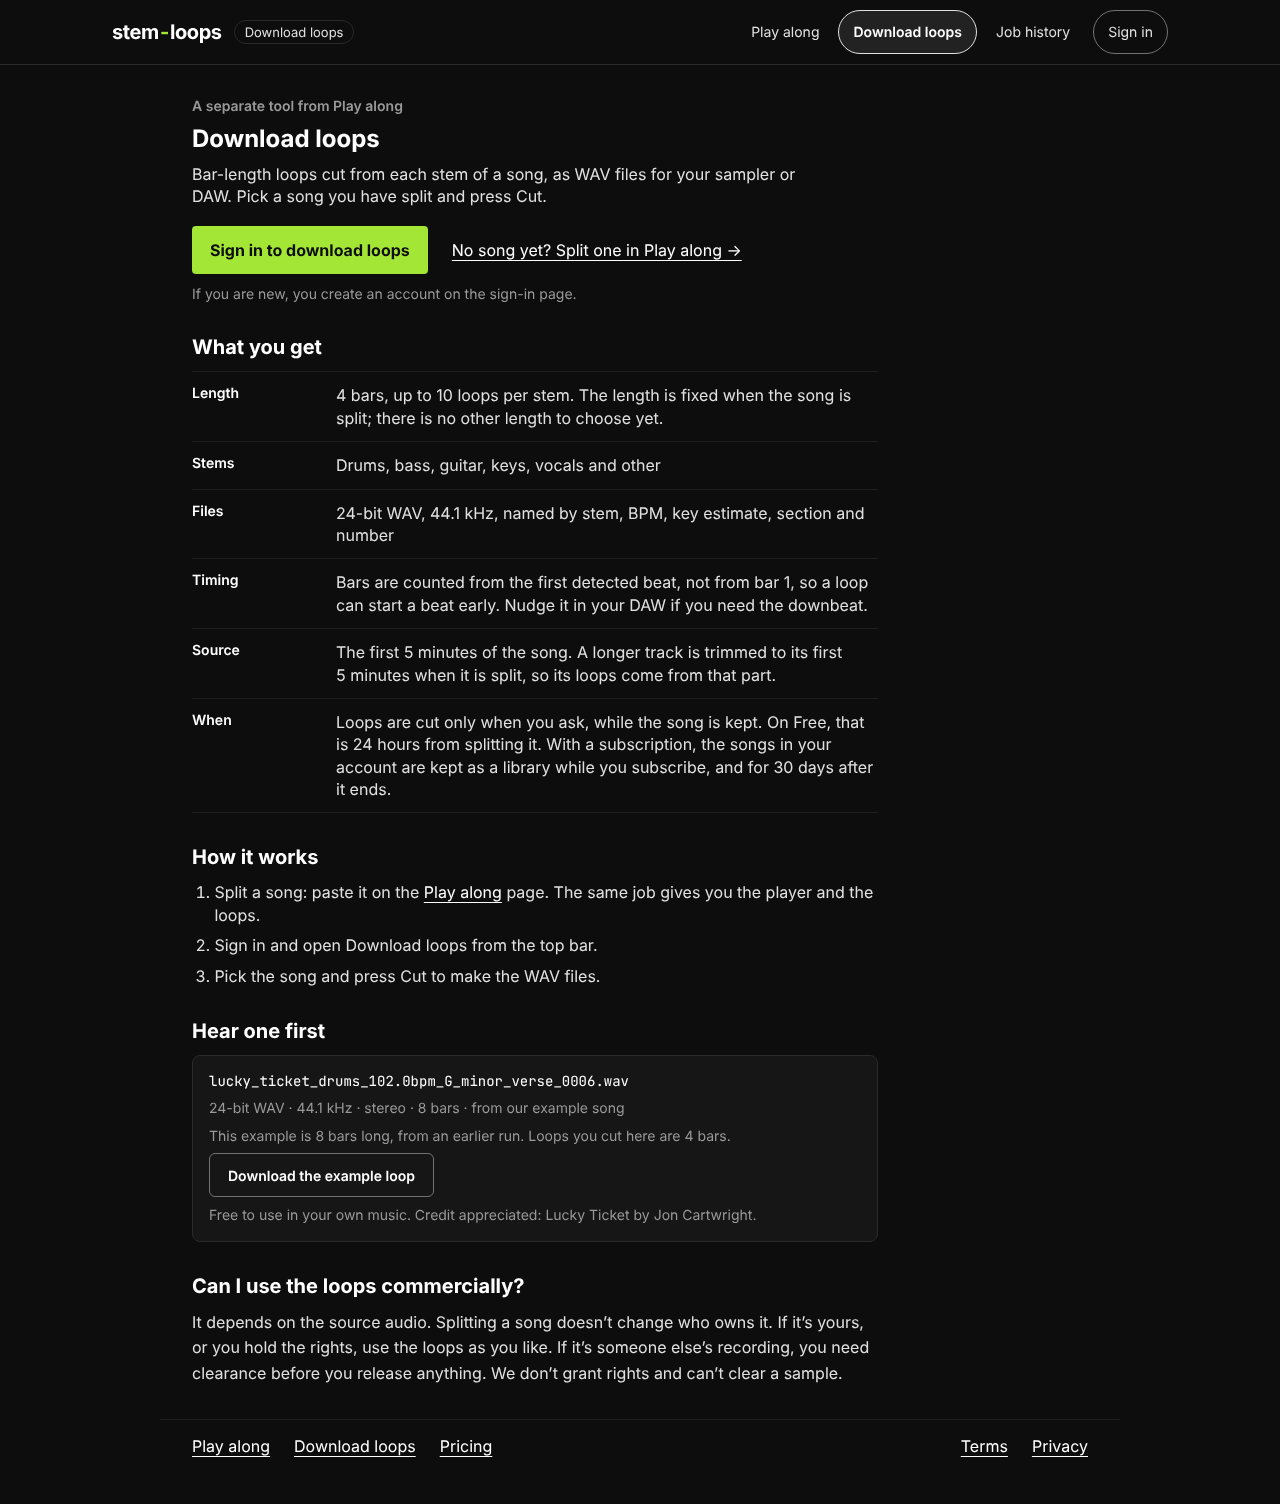 stem-loops
Download loops
Play along
Download loops
Job history
Sign in
A separate tool from Play along
Download loops
Bar-length loops cut from each stem of a song, as WAV files for your sampler or
DAW. Pick a song you have split and press Cut.
Sign in to download loops
No song yet? Split one in Play along →
If you are new, you create an account on the sign-in page.
What you get
Length
4 bars, up to 10 loops per stem. The length is fixed when the song is
split; there is no other length to choose yet.
Stems
Drums, bass, guitar, keys, vocals and other
Files
24-bit WAV, 44.1 kHz, named by stem, BPM, key estimate, section and
number
Timing
Bars are counted from the first detected beat, not from bar 1, so a loop
can start a beat early. Nudge it in your DAW if you need the downbeat.
Source
The first 5 minutes of the song. A longer track is trimmed to its first
5 minutes when it is split, so its loops come from that part.
When
Loops are cut only when you ask, while the song is kept. On Free, that
is 24 hours from splitting it. With a subscription, the songs in your
account are kept as a library while you subscribe, and for 30 days after
it ends.
How it works
1. Split a song: paste it on the Play along page. The same job gives you the player and the
loops.
2. Sign in and open Download loops from the top bar.
3. Pick the song and press Cut to make the WAV files.
Hear one first
lucky_ticket_drums_102.0bpm_G_minor_verse_0006.wav
24-bit WAV · 44.1 kHz · stereo · 8 bars · from our example song
This example is 8 bars long, from an earlier run. Loops you cut here are 4 bars.
Download the example loop
Free to use in your own music. Credit appreciated: Lucky Ticket by Jon Cartwright.
Can I use the loops commercially?
It depends on the source audio. Splitting a song doesn’t change who owns it. If it’s yours,
or you hold the rights, use the loops as you like. If it’s someone else’s recording, you need
clearance before you release anything. We don’t grant rights and can’t clear a sample.
Play along
Download loops
Pricing
Terms
Privacy